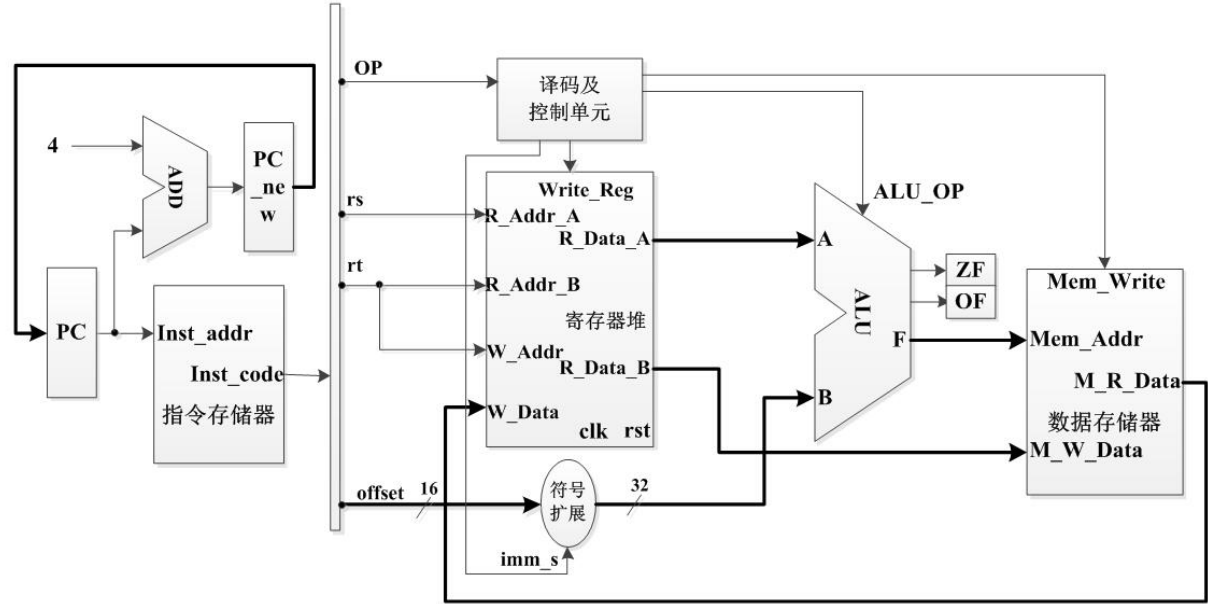 OP
译码及
控制单元
4
ADD
PC
_ne
w
ALU_OP
rs
Write_Reg
R_Addr_A
R_Data_A
A
ZF
rt
R_Addr_B
OF
Mem_Write
PC
Inst_addr
寄存器堆
ALU
F
Mem_Addr
W_Addr
R_Data_B
Inst_code
M_R_Data
指令存储器
W_Data
B
数据存储器
clk rst
M_W_Data
offset
16
符号
扩展
32
imm_s